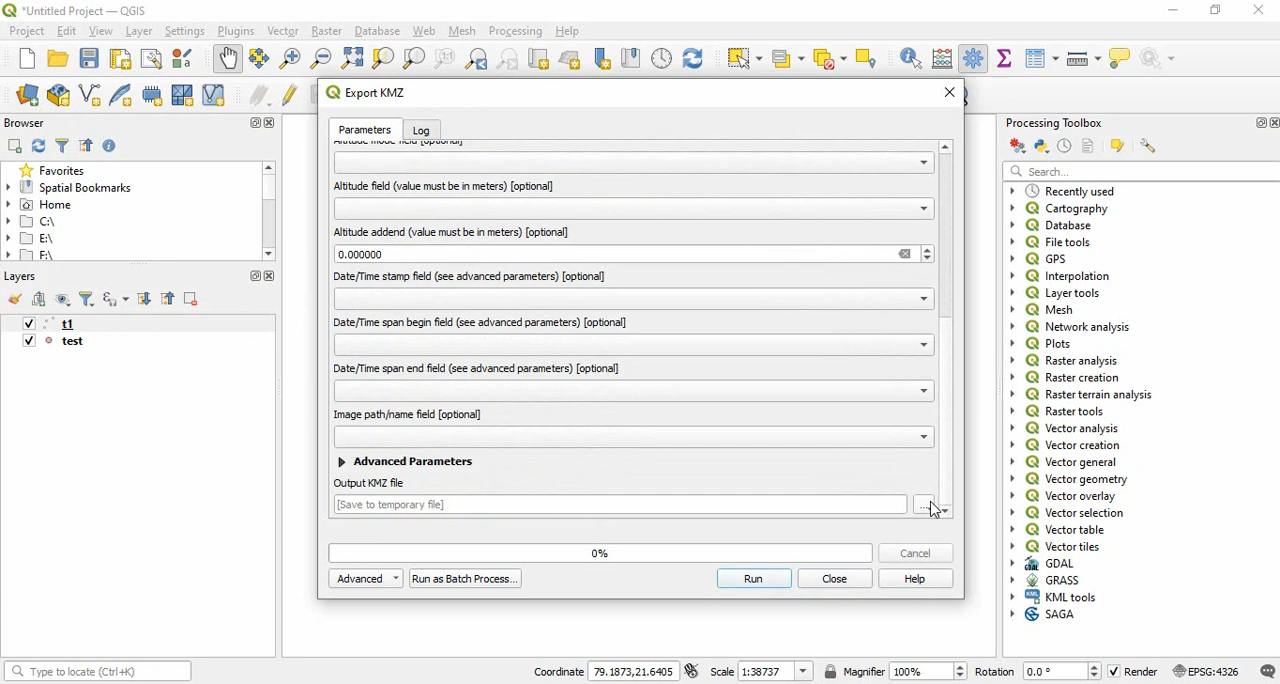 *Untitled Project — QGIS
Project Edit View Layer Settings Plugins Vector Raster Database Web Mesh Processing Help
Export KMZ
Parameters Log
Altitude mode field [optional]
Altitude field (value must be in meters) [optional]
Altitude addend (value must be in meters) [optional]
0.000000
Date/Time stamp field (see advanced parameters) [optional]
Date/Time span begin field (see advanced parameters) [optional]
Date/Time span end field (see advanced parameters) [optional]
Image path/name field [optional]
Advanced Parameters
Output KMZ file
[Save to temporary file]
...
0%
Cancel
Advanced
Run as Batch Process...
Run
Close
Help
Browser
Favorites
Spatial Bookmarks
Home
C:\
E:\
F:\
Layers
t1
test
Processing Toolbox
Search...
Recently used
Cartography
Database
File tools
GPS
Interpolation
Layer tools
Mesh
Network analysis
Plots
Raster analysis
Raster creation
Raster terrain analysis
Raster tools
Vector analysis
Vector creation
Vector general
Vector geometry
Vector overlay
Vector selection
Vector table
Vector tiles
GDAL
GRASS
KML tools
SAGA
Type to locate (Ctrl+K)
Coordinate 79.1873,21.6405
Scale 1:38737
Magnifier 100%
Rotation 0.0 °
Render
EPSG:4326